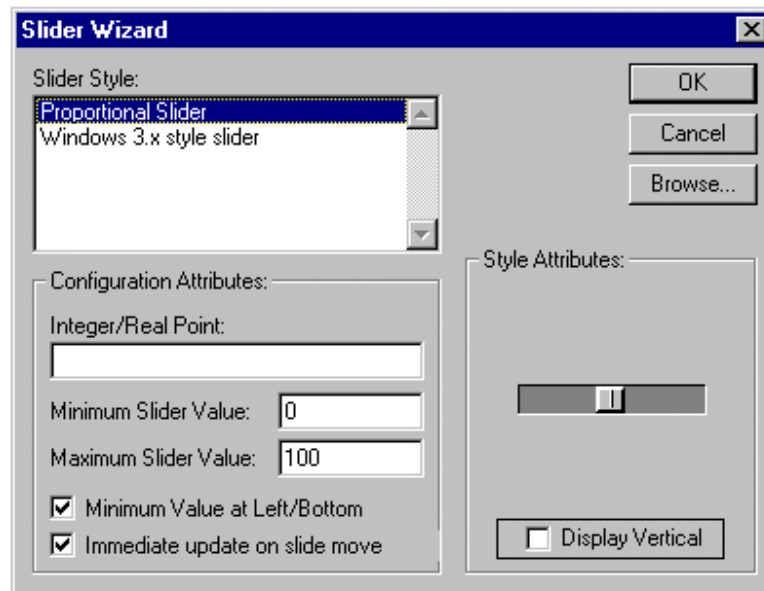 Slider Wizard
Slider Style:
Proportional Slider
Windows 3.x style slider
OK
Cancel
Browse...
Configuration Attributes:
Integer/Real Point:
Minimum Slider Value: 0
Maximum Slider Value: 100
Minimum Value at Left/Bottom
Immediate update on slide move
Style Attributes:
Display Vertical